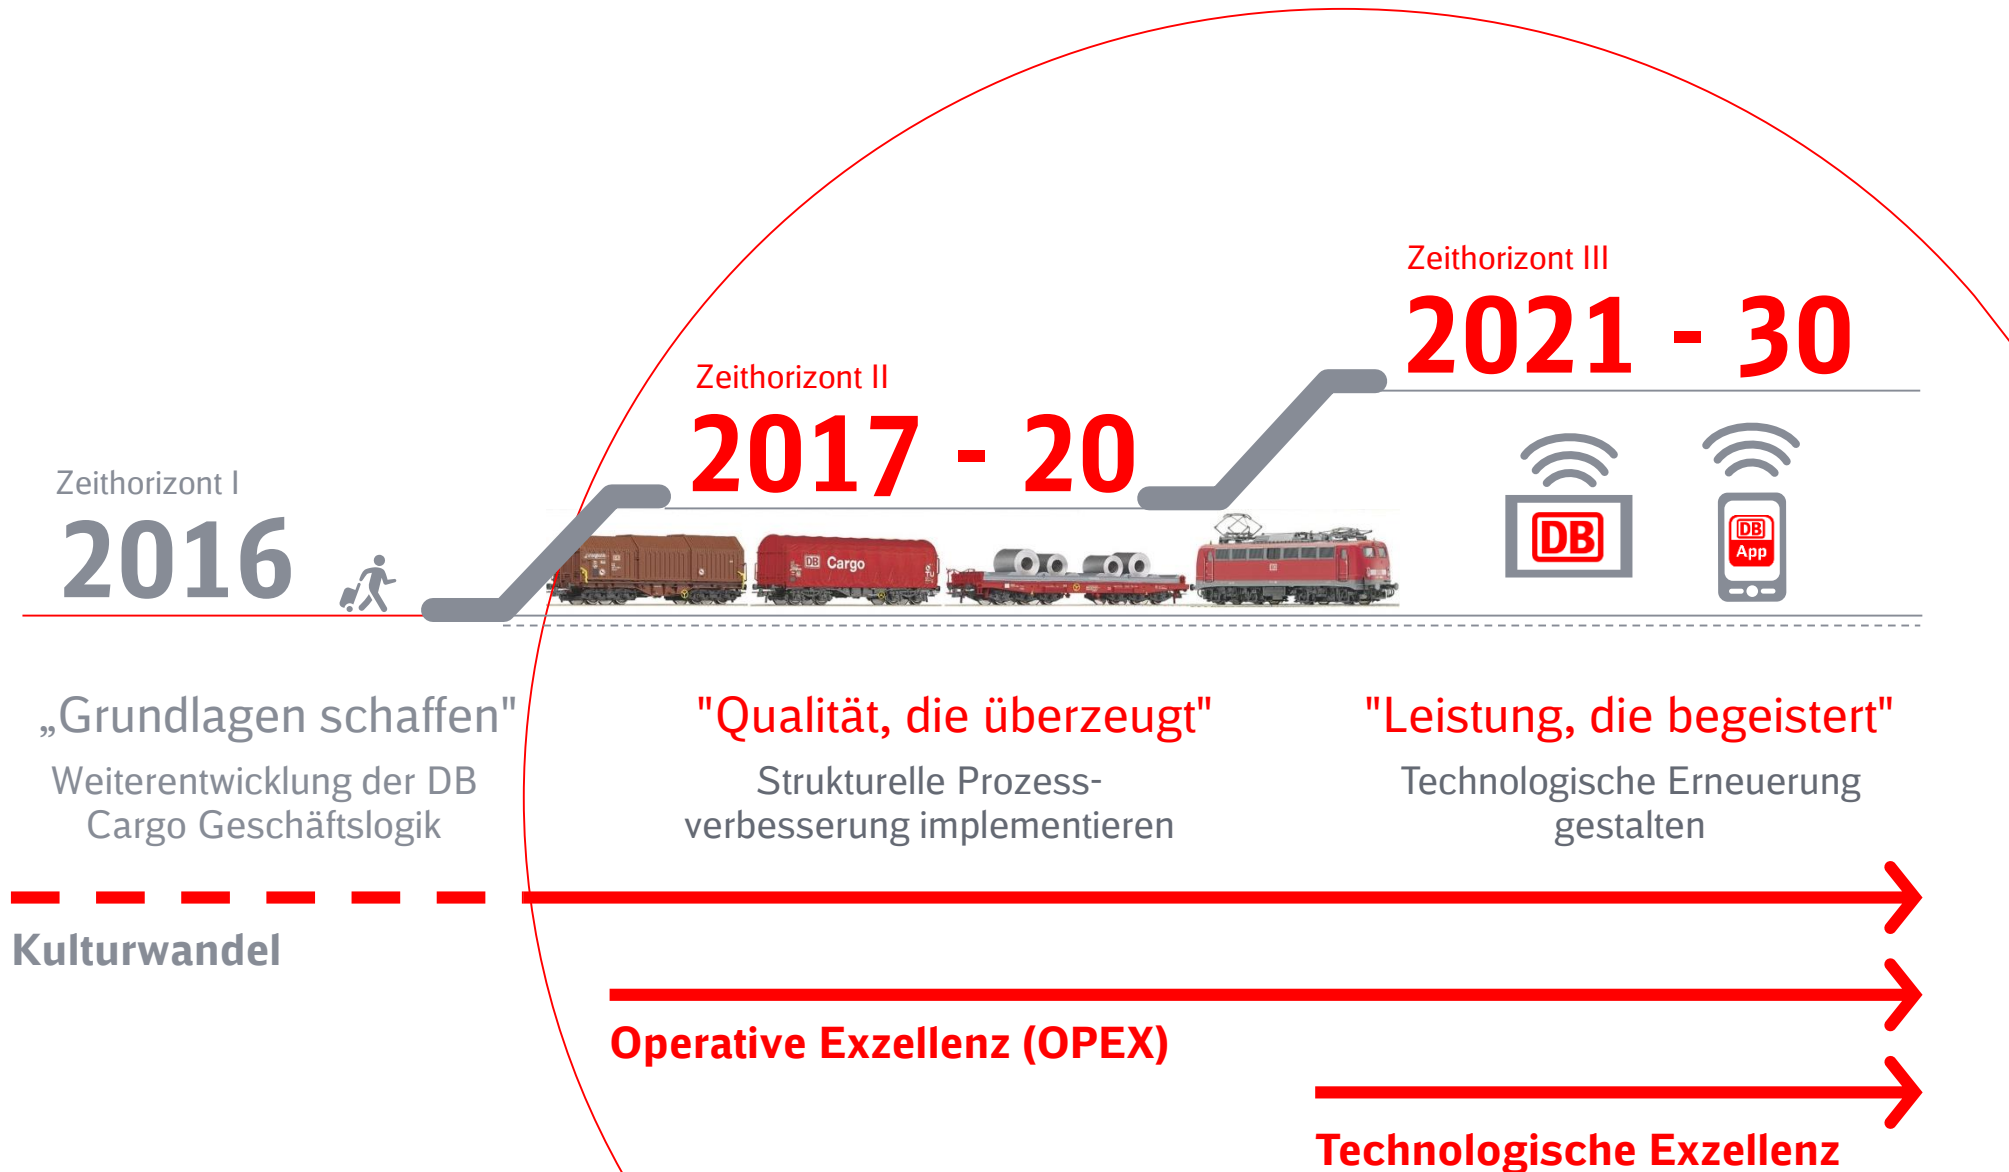 Zeithorizont I
2016
Zeithorizont II
2017 - 20
Zeithorizont III
2021 - 30
DB Cargo
DB
DB
App
„Grundlagen schaffen"
Weiterentwicklung der DB
Cargo Geschäftslogik
"Qualität, die überzeugt"
Strukturelle Prozess-
verbesserung implementieren
"Leistung, die begeistert"
Technologische Erneuerung
gestalten
Kulturwandel
Operative Exzellenz (OPEX)
Technologische Exzellenz